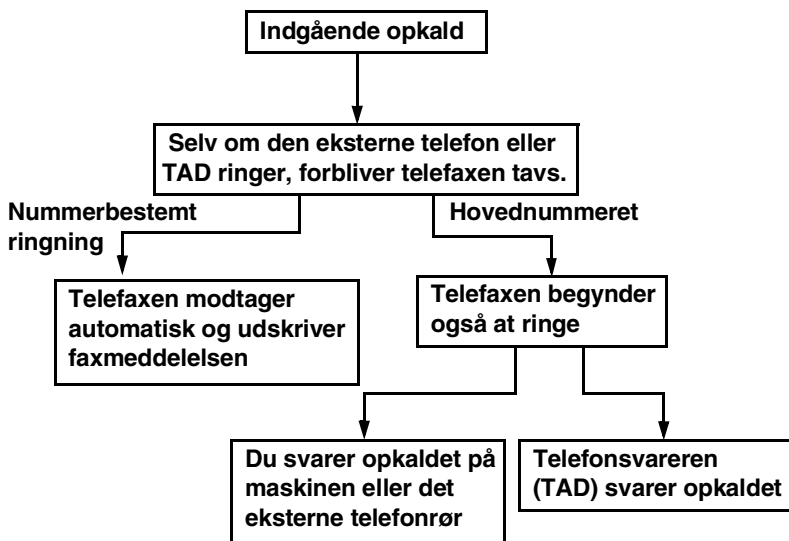 Indgående opkald
Selv om den eksterne telefon eller
TAD ringer, forbliver telefaxen tavs.
Nummerbestemt
ringning
Hovednummeret
Telefaxen modtager
automatisk og udskriver
faxmeddelelsen
Telefaxen begynder
også at ringe
Du svarer opkaldet på
maskinen eller det
eksterne telefonrør
Telefonsvareren
(TAD) svarer opkaldet